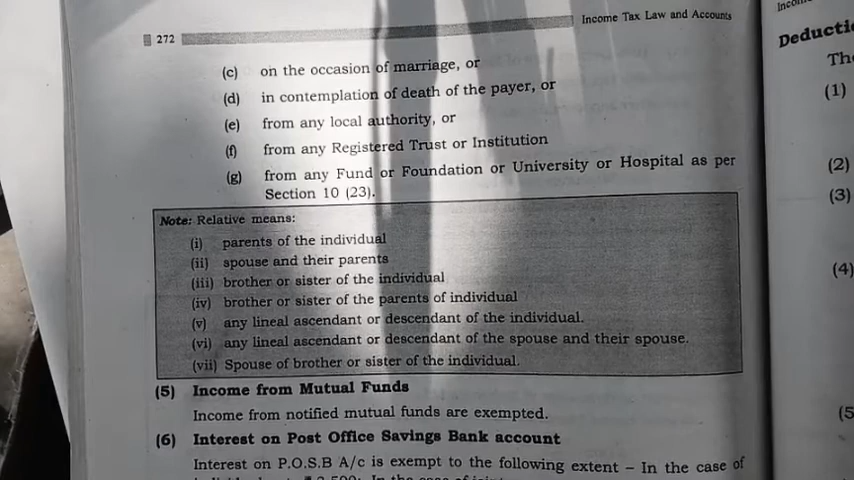 272
Income Tax Law and Accounts
(c) on the occasion of marriage, or
(d) in contemplation of death of the payer, or
(e) from any local authority, or
(f) from any Registered Trust or Institution
(g) from any Fund or Foundation or University or Hospital as per
Section 10 (23).
Note: Relative means:
(i) parents of the individual
(ii) spouse and their parents
(iii) brother or sister of the individual
(iv) brother or sister of the parents of individual
(v) any lineal ascendant or descendant of the individual.
(vi) any lineal ascendant or descendant of the spouse and their spouse.
(vii) Spouse of brother or sister of the individual.
(5) Income from Mutual Funds
Income from notified mutual funds are exempted.
(6) Interest on Post Office Savings Bank account
Interest on P.O.S.B A/c is exempt to the following extent – In the case of
(1)
(2)
(3)
(4)